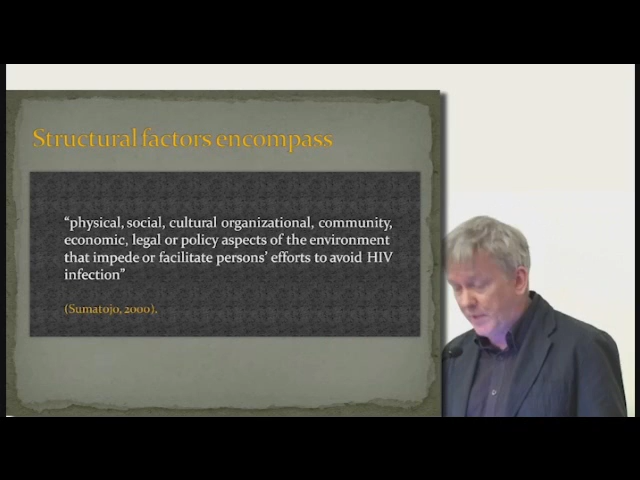 Structural factors encompass
“physical, social, cultural organizational, community,
economic, legal or policy aspects of the environment
that impede or facilitate persons’ efforts to avoid HIV
infection”
(Sumatojo, 2000).